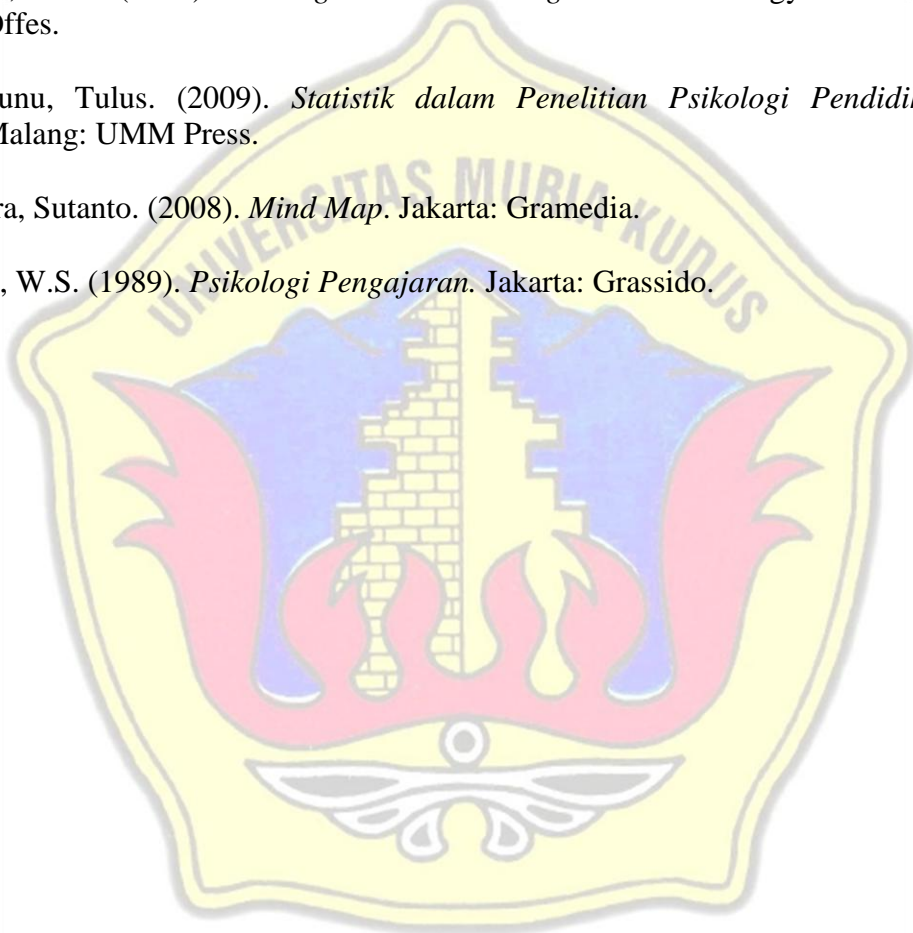 Offes.
unu, Tulus. (2009). Statistik dalam Penelitian Psikologi
Malang: UMM Press.
ra, Sutanto. (2008). Mind Map. Jakarta: Gramedia.
, W.S. (1989). Psikologi Pengajaran. Jakarta: Grassido.
UNIVERSITAS MURIA KUDUS